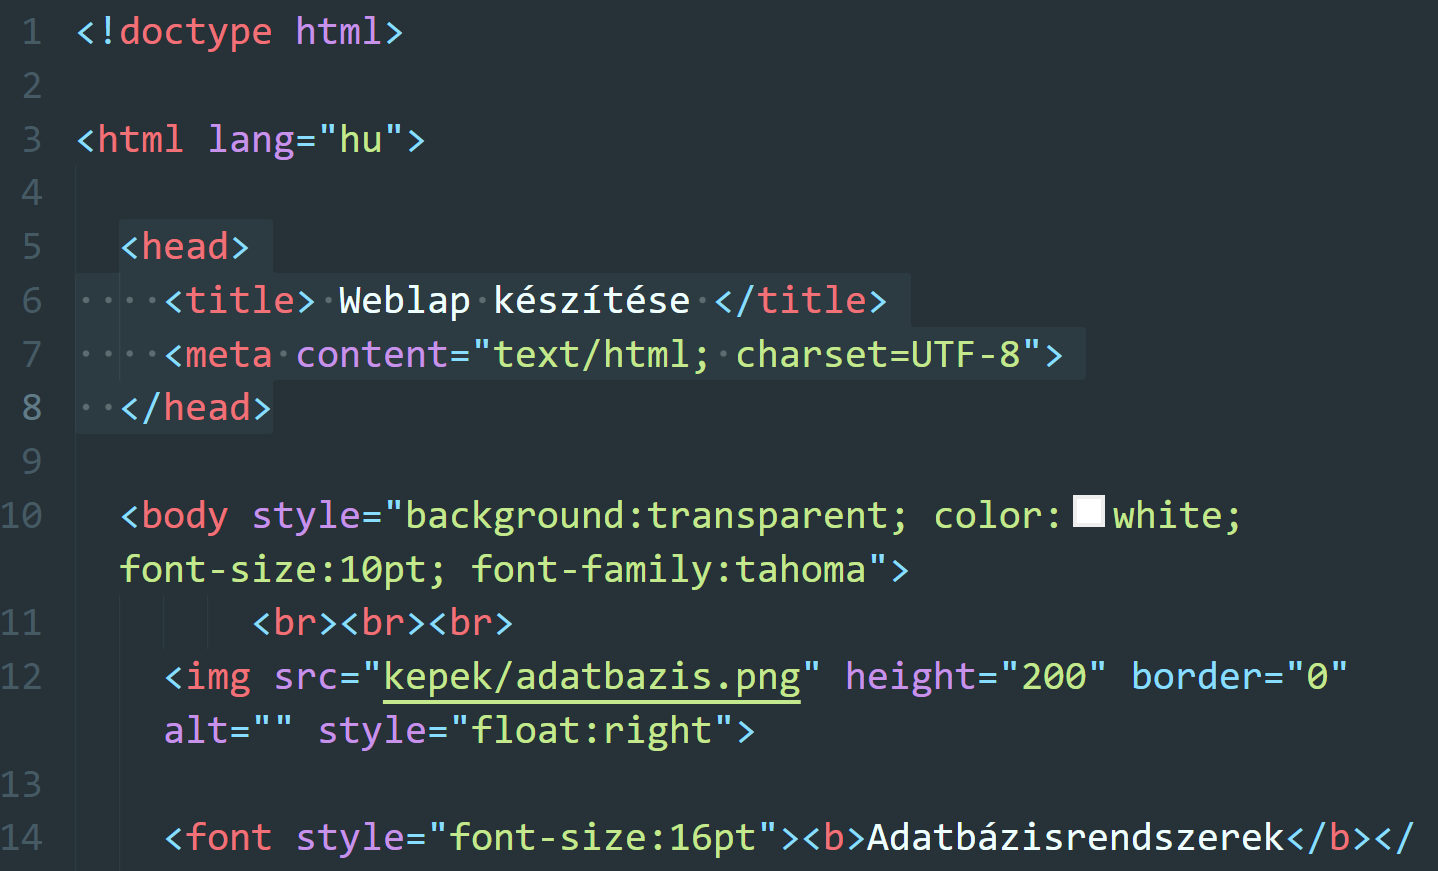 1 <!doctype html>
2
3 <html lang="hu">
4
5 <head>
6 ····<title>·Weblap·készítése·</title>
7 ····<meta·content="text/html;·charset=UTF-8">
8 ··</head>
9
10 <body style="background:transparent; color:white;
font-size:10pt; font-family:tahoma">
11 <br><br><br>
12 <img src="kepek/adatbazis.png" height="200" border="0"
alt="" style="float:right">
13
14 <font style="font-size:16pt"><b>Adatbázisrendszerek</b></